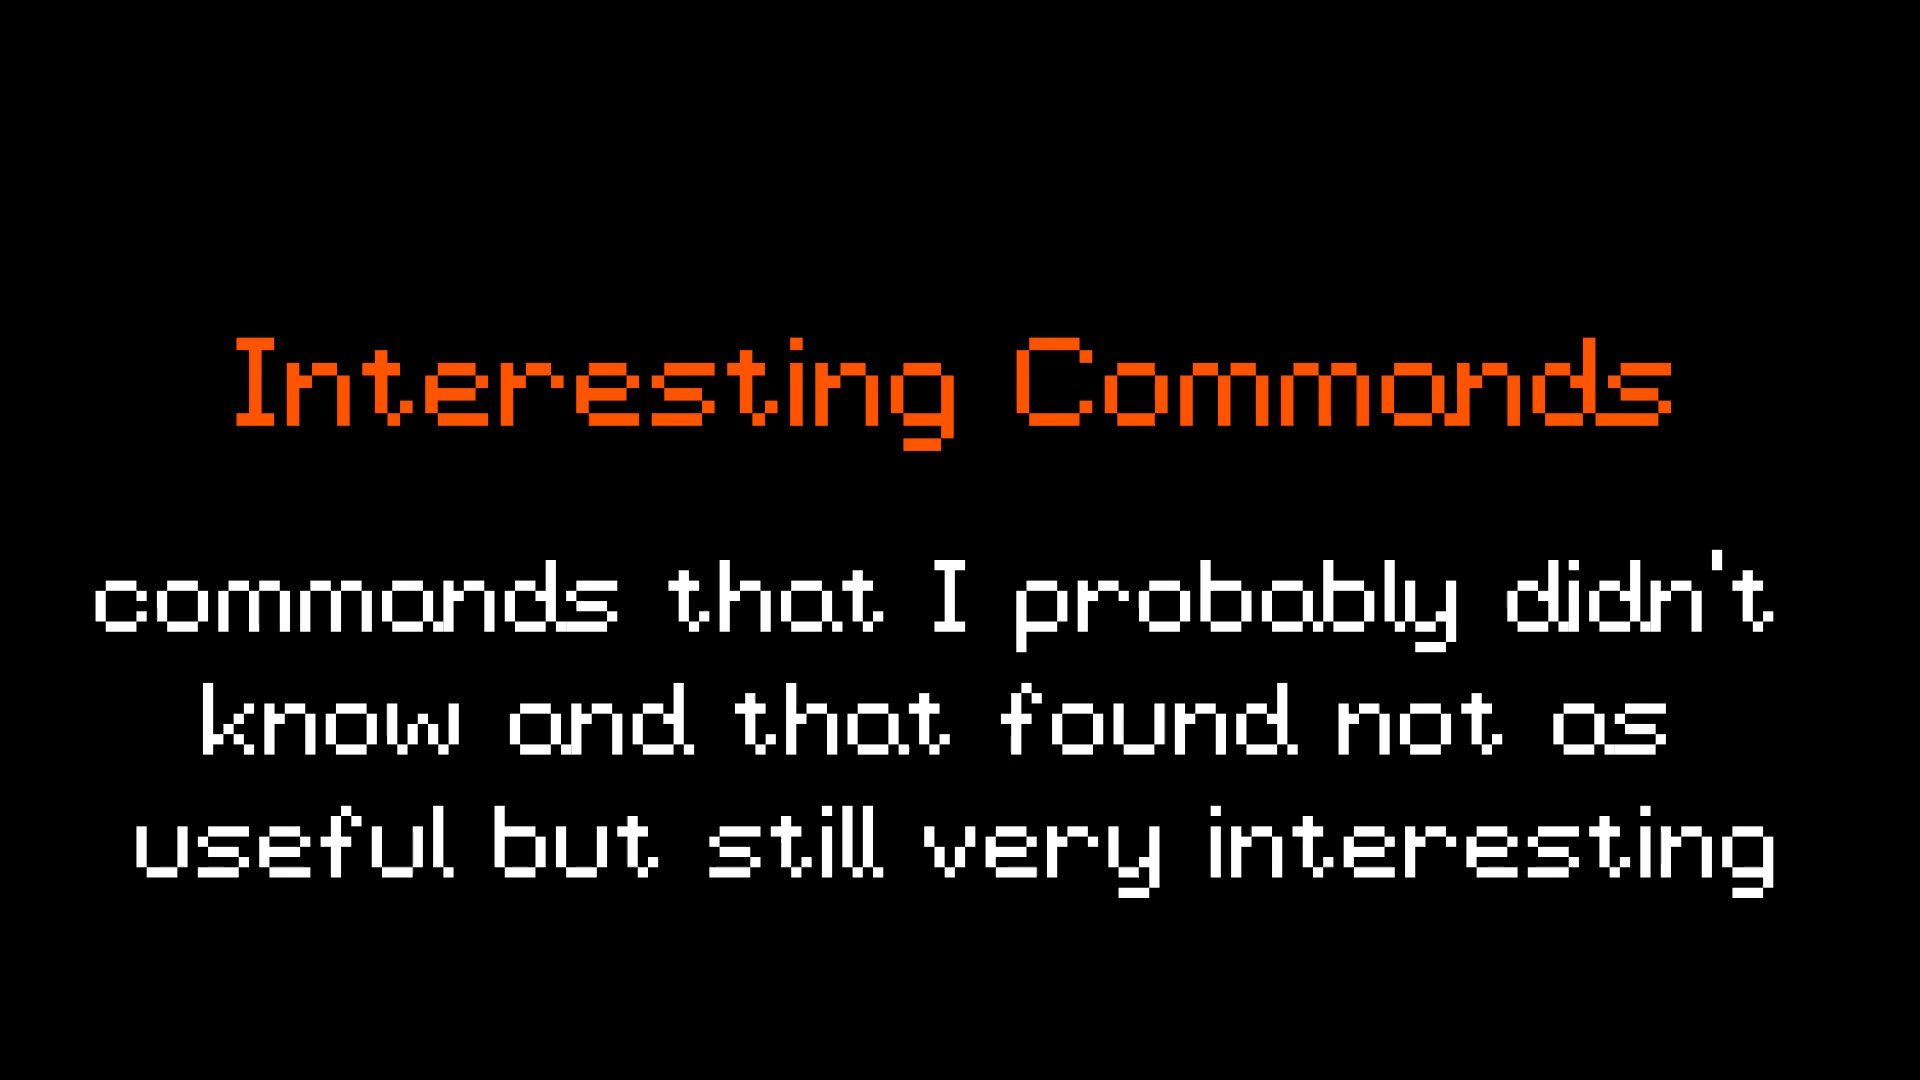 Interesting Commands
commands that I probably didn't
know and that found not as
useful but still very interesting